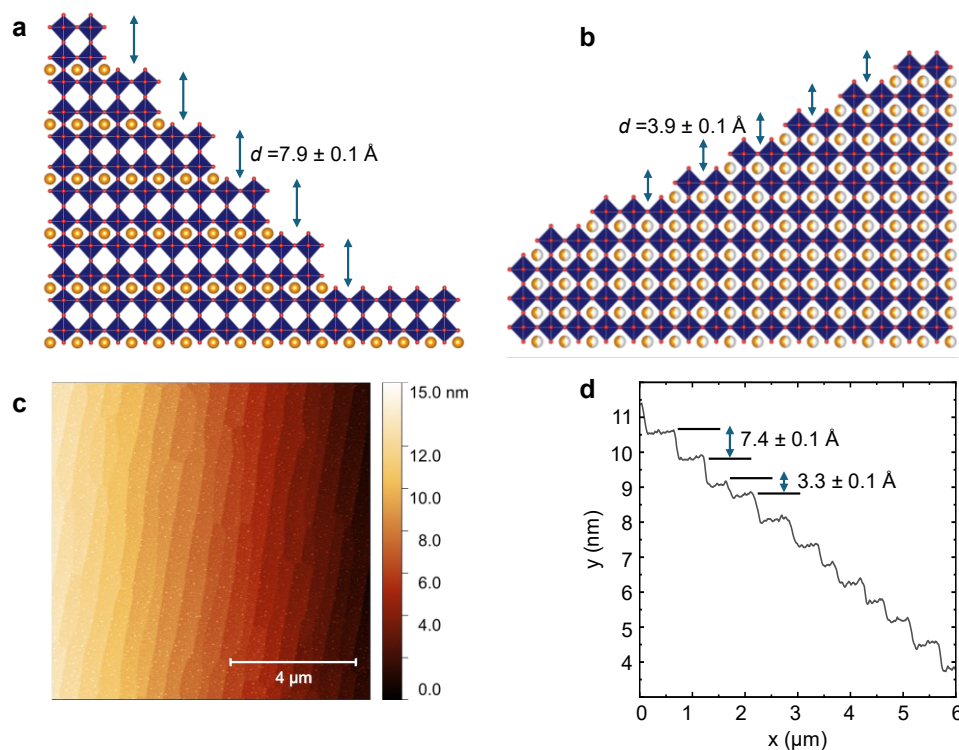 a
d =7.9 ± 0.1 Å
b
d =3.9 ± 0.1 Å
c
15.0 nm
12.0
10.0
8.0
6.0
4.0
0.0
4 µm
d
11
10
9
8
7
6
5
4
y (nm)
7.4 ± 0.1 Å
3.3 ± 0.1 Å
0 1 2 3 4 5 6
x (µm)